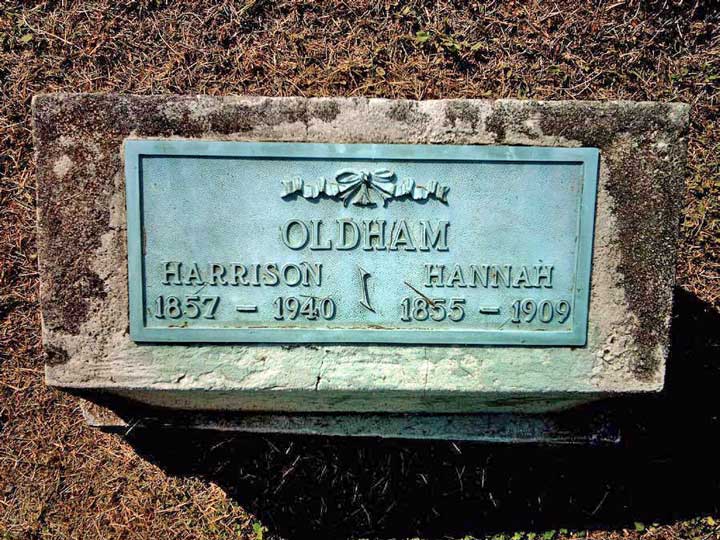 OLDHAM
HARRISON HANNAH
1857 – 1940 1855 – 1909